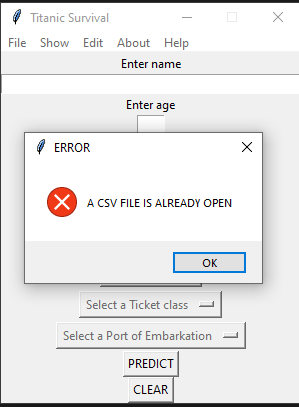 Titanic Survival
File Show Edit About Help
Enter name
Enter age
ERROR
A CSV FILE IS ALREADY OPEN
OK
Select a Ticket class
Select a Port of Embarkation
PREDICT
CLEAR